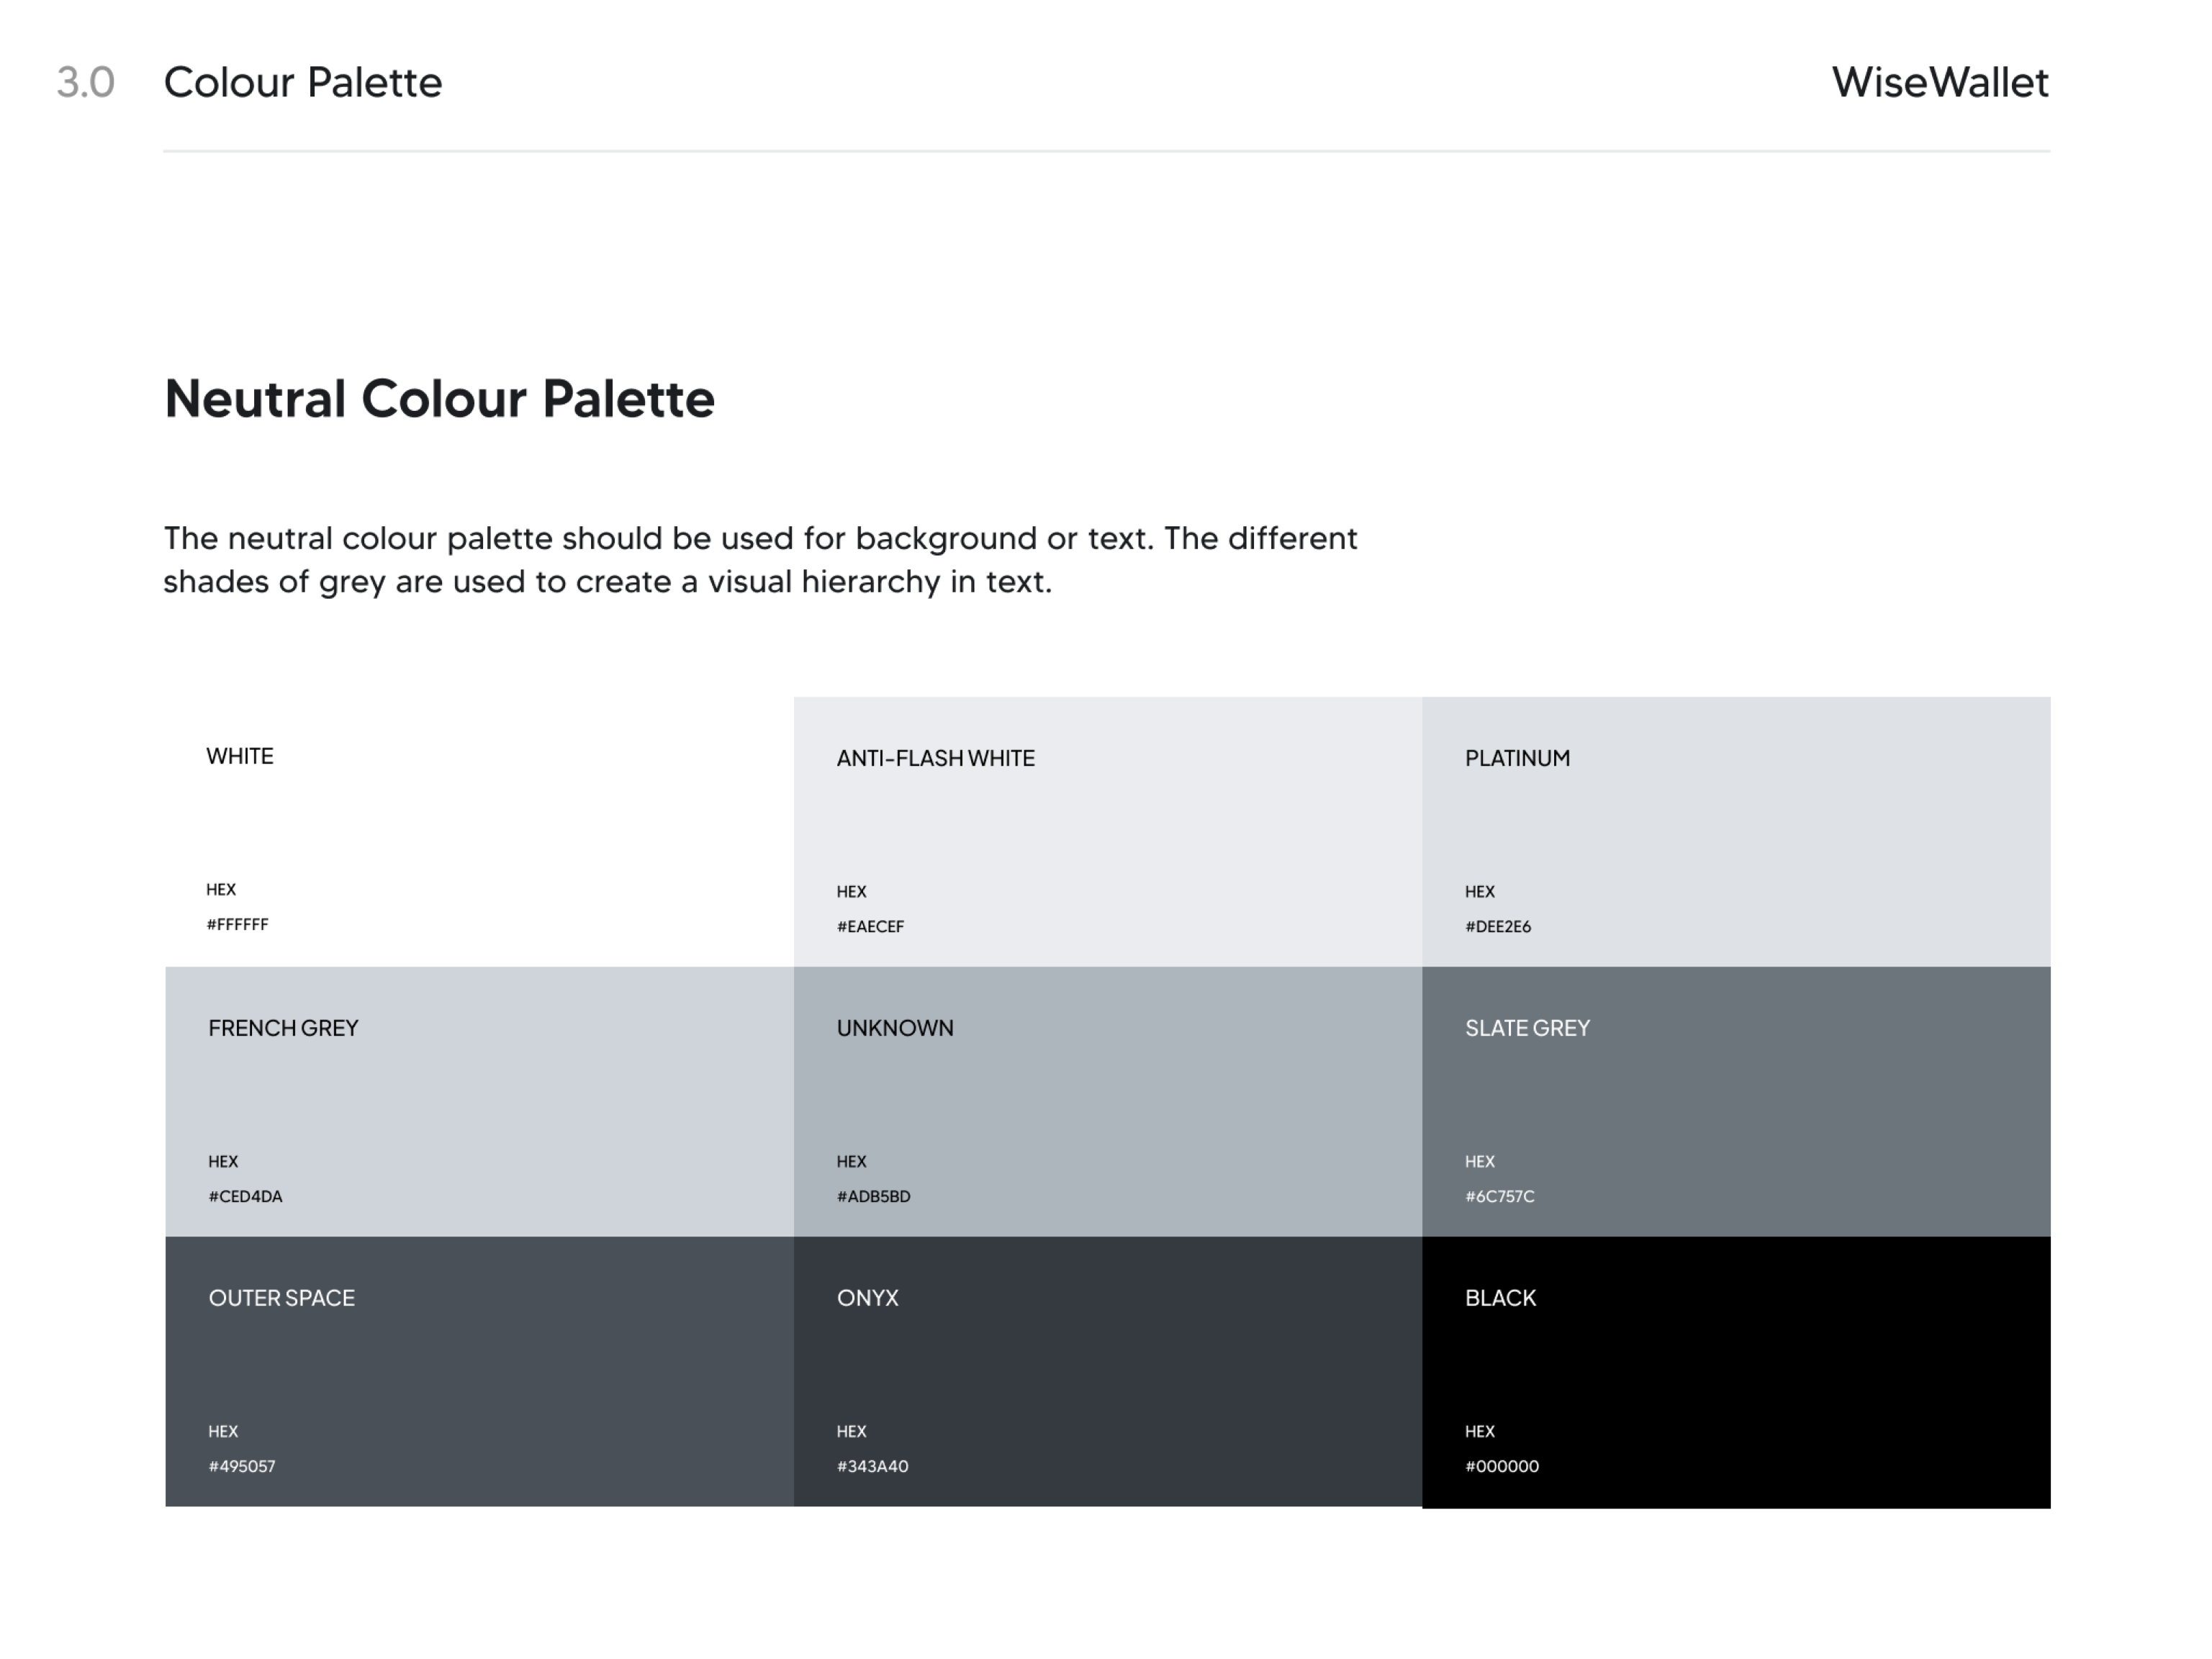 3.0 Colour Palette WiseWallet
Neutral Colour Palette
The neutral colour palette should be used for background or text. The different
shades of grey are used to create a visual hierarchy in text.
WHITE
HEX
#FFFFFF
ANTI-FLASH WHITE
HEX
#EAECEF
PLATINUM
HEX
#DEE2E6
FRENCH GREY
HEX
#CED4DA
UNKNOWN
HEX
#ADB5BD
SLATE GREY
HEX
#6C757C
OUTER SPACE
HEX
#495057
ONYX
HEX
#343A40
BLACK
HEX
#000000